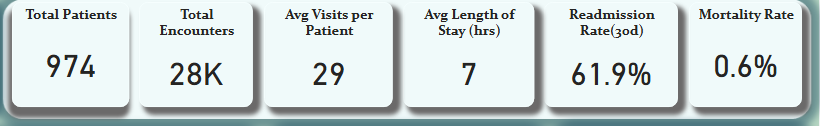 Total Patients
974
Total
Encounters
28K
Avg Visits per
Patient
29
Avg Length of
Stay (hrs)
7
Readmission
Rate(30d)
61.9%
Mortality Rate
0.6%